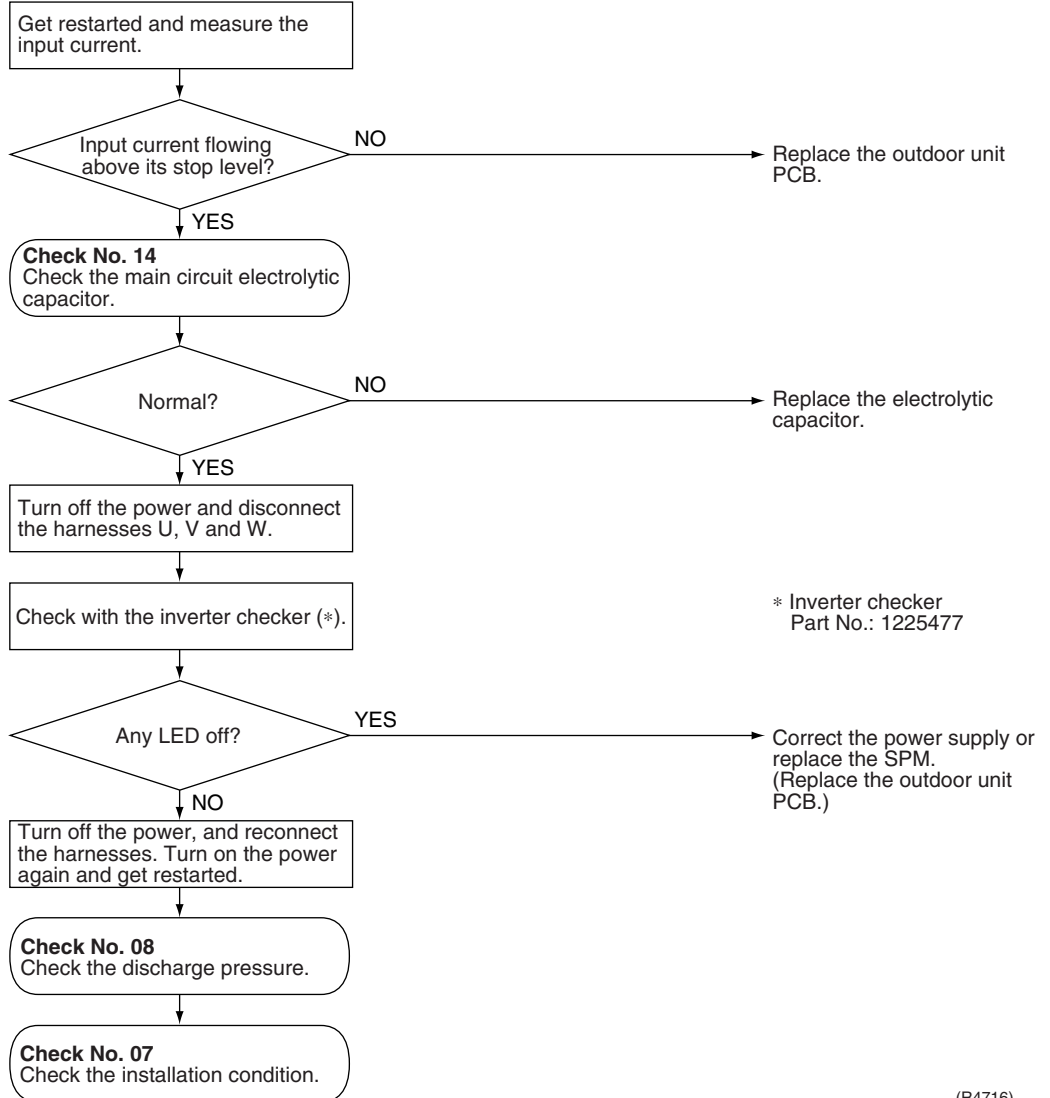 Get restarted and measure the
input current.
Input current flowing
above its stop level?
NO
Replace the outdoor unit
PCB.
YES
Check No. 14
Check the main circuit electrolytic
capacitor.
Normal?
NO
Replace the electrolytic
capacitor.
YES
Turn off the power and disconnect
the harnesses U, V and W.
Check with the inverter checker (*).
* Inverter checker
Part No.: 1225477
Any LED off?
YES
Correct the power supply or
replace the SPM.
(Replace the outdoor unit
PCB.)
NO
Turn off the power, and reconnect
the harnesses. Turn on the power
again and get restarted.
Check No. 08
Check the discharge pressure.
Check No. 07
Check the installation condition.
(R4716)